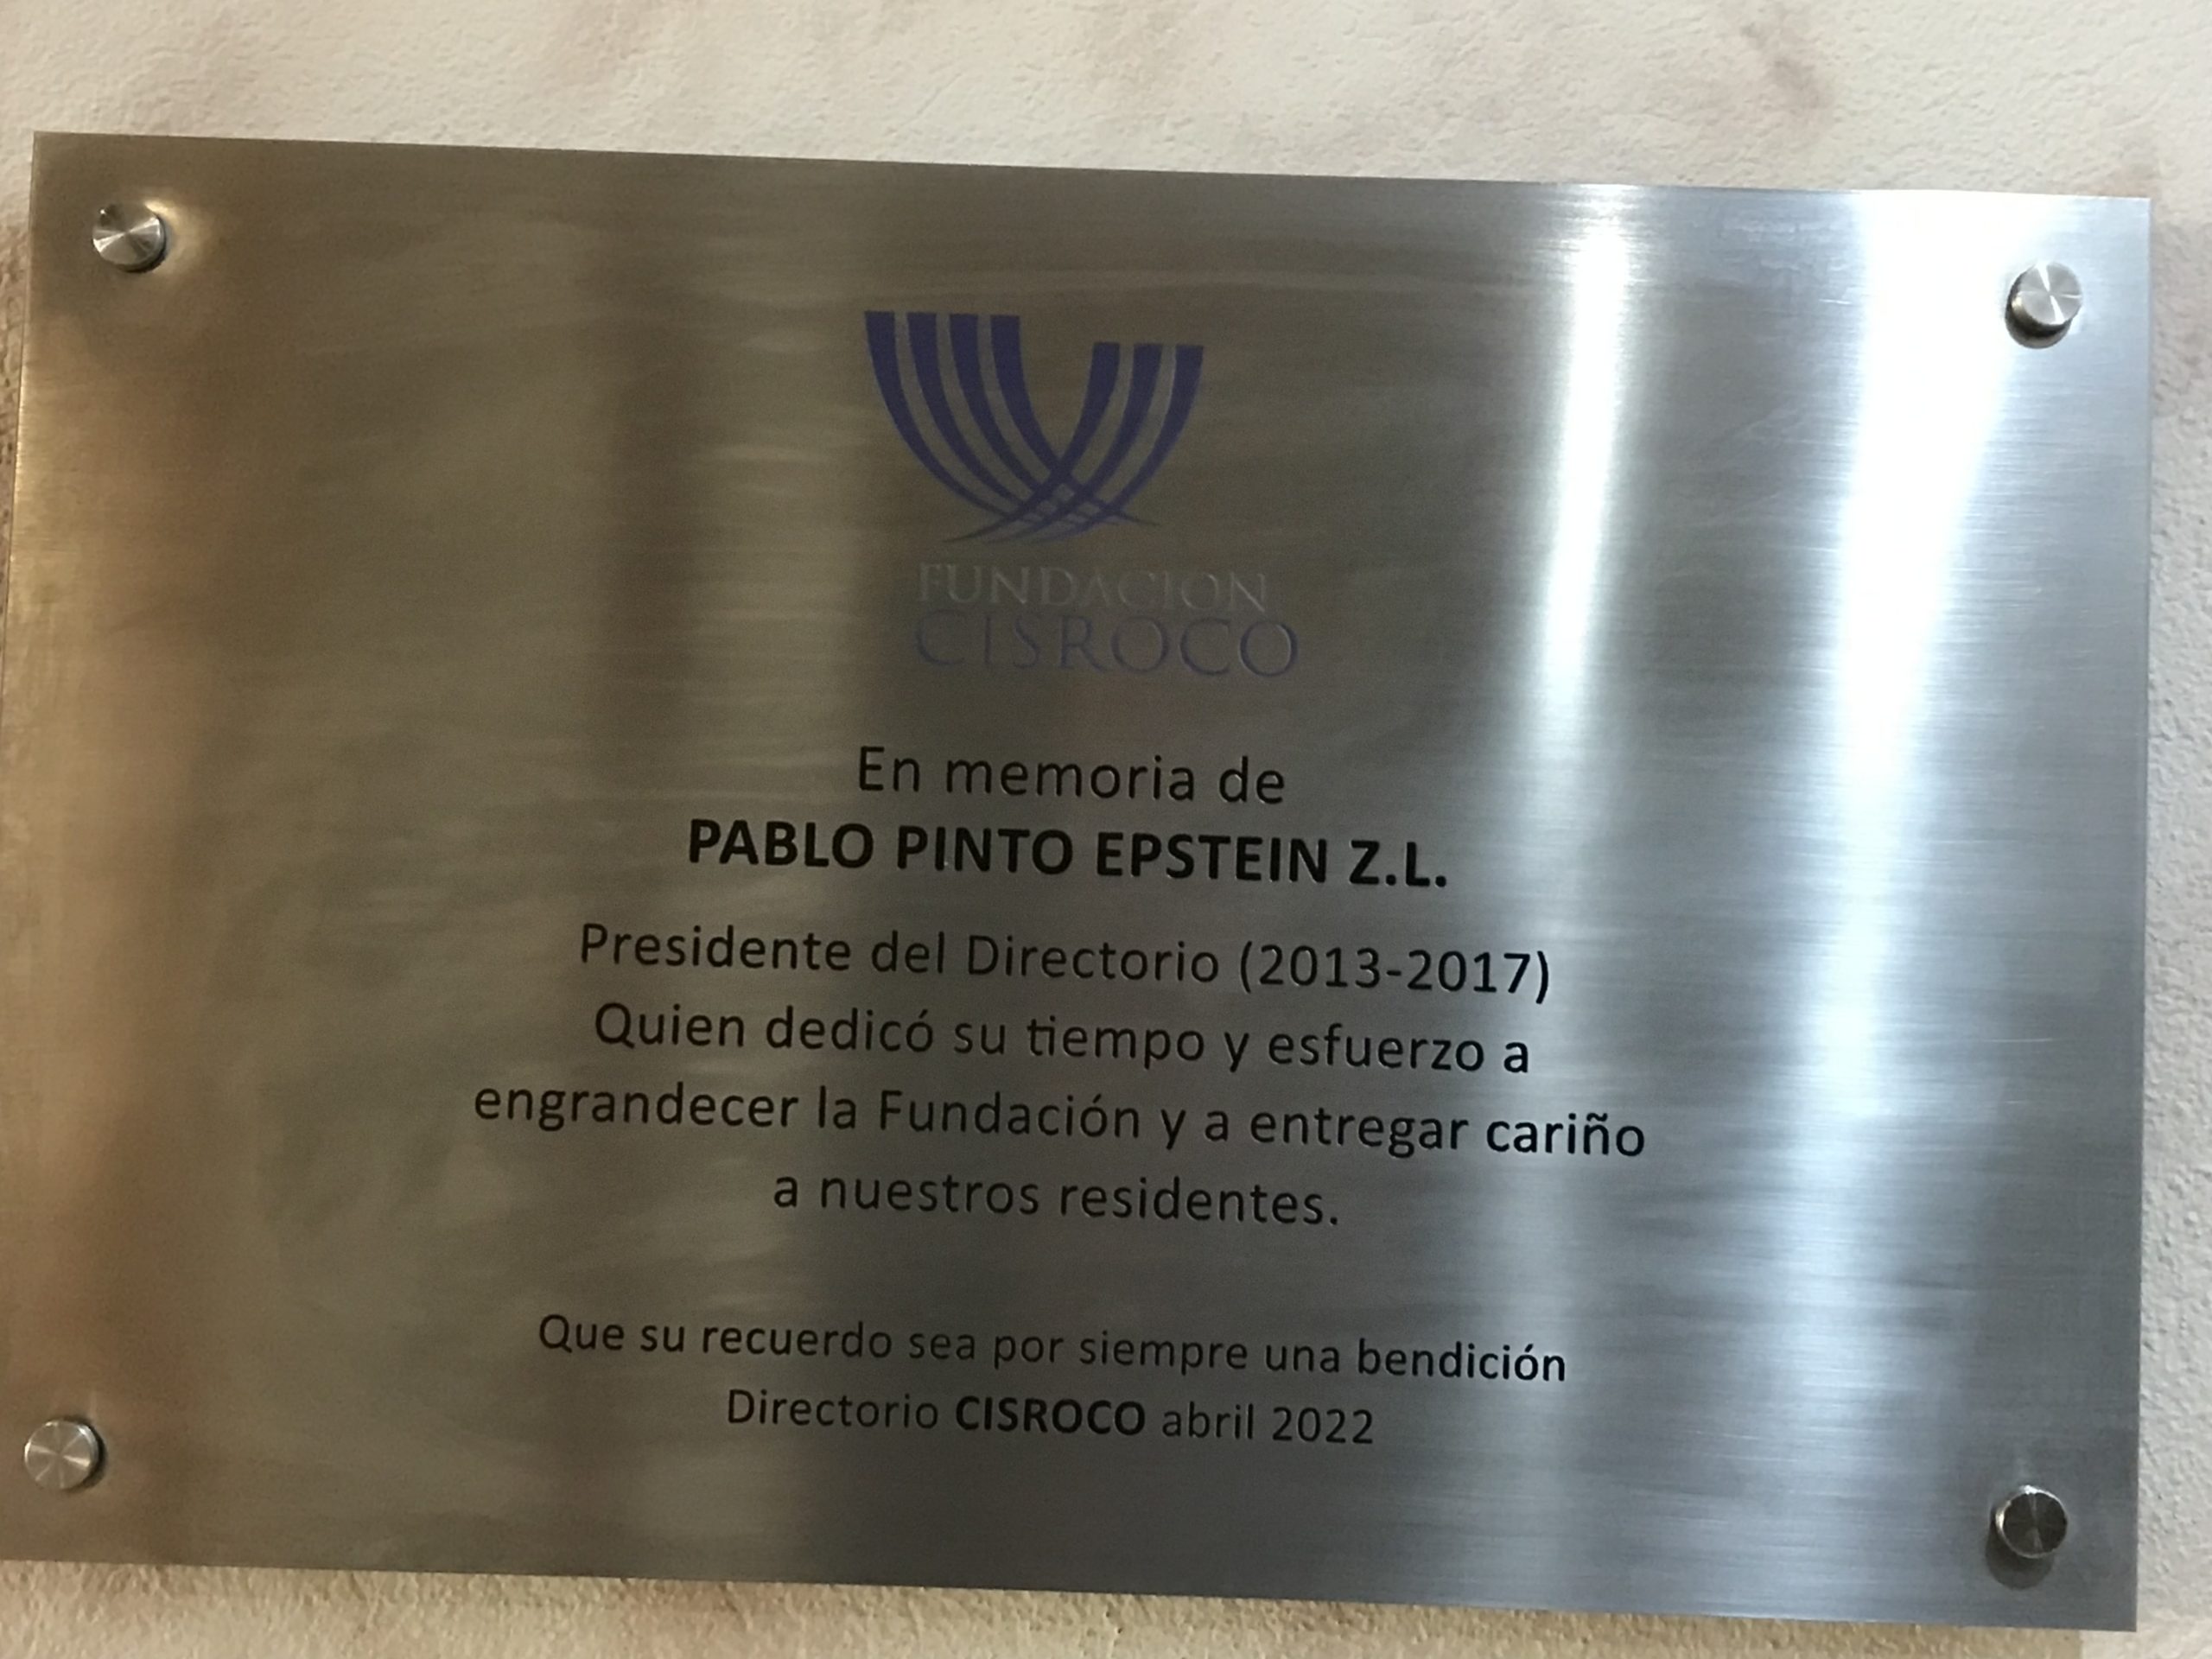 FUNDACION
CISROCO
En memoria de
PABLO PINTO EPSTEIN Z.L.
Presidente del Directorio (2013-2017)
Quien dedicó su tiempo y esfuerzo a
engrandecer la Fundación y a entregar cariño
a nuestros residentes.
Que su recuerdo sea por siempre una bendición
Directorio CISROCO abril 2022